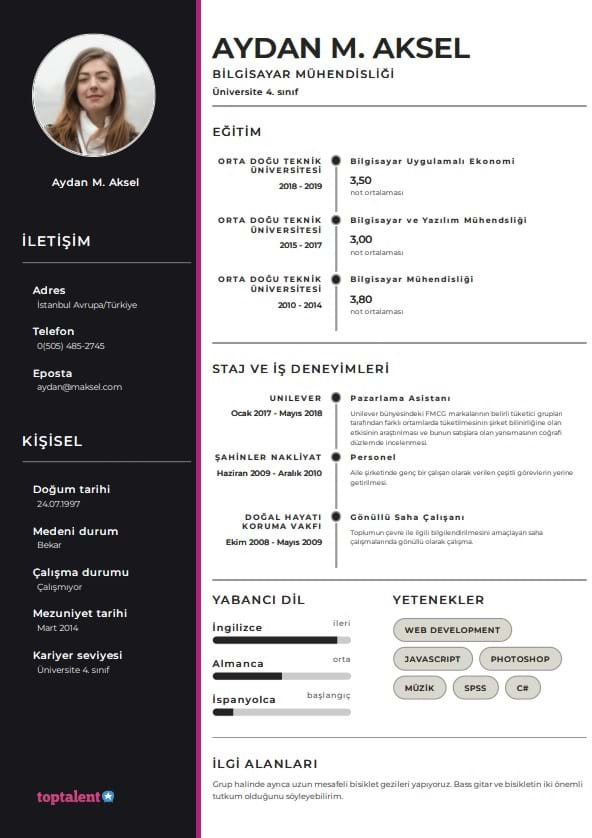 Aydan M. Aksel
İLETİŞİM
Adres
İstanbul Avrupa/Türkiye
Telefon
0(505) 485-2745
Eposta
aydan@maksel.com
KİŞİSEL
Doğum tarihi
24.07.1997
Medeni durum
Bekar
Çalışma durumu
Çalışmıyor
Mezuniyet tarihi
Mart 2014
Kariyer seviyesi
Üniversite 4. sınıf
toptalent
AYDAN M. AKSEL
BİLGİSAYAR MÜHENDİSLİĞİ
Üniversite 4. sınıf
EĞİTİM
ORTA DOĞU TEKNİK
ÜNİVERSİTESİ
2018 - 2019
Bilgisayar Uygulamalı Ekonomi
3,50
not ortalaması
ORTA DOĞU TEKNİK
ÜNİVERSİTESİ
2015 - 2017
Bilgisayar ve Yazılım Mühendsliği
3,00
not ortalaması
ORTA DOĞU TEKNİK
ÜNİVERSİTESİ
2010 - 2014
Bilgisayar Mühendisliği
3,80
not ortalaması
STAJ VE İŞ DENEYİMLERİ
UNILEVER
Ocak 2017 - Mayıs 2018
Pazarlama Asistanı
Unilever bünyesindeki FMCG markalarının belirli tüketici grupları
tarafından farklı ortamlarda tüketilmesinin şirket bilinirliğine olan
etkisinin araştırılması ve bunun satışlara olan yansımasının coğrafi
düzlemde incelenmesi.
ŞAHİNLER NAKLİYAT
Haziran 2009 - Aralık 2010
Personel
Aile şirketinde genç bir çalışan olarak verilen çeşitli görevlerin yerine
getirilmesi.
DOĞAL HAYATI
KORUMA VAKFI
Ekim 2008 - Mayıs 2009
Gönüllü Saha Çalışanı
Toplumun çevre ile ilgili bilgilendirilmesini amaçlayan saha
çalışmalarında gönüllü olarak çalışma.
YABANCI DİL
İngilizce
ileri
Almanca
orta
İspanyolca
başlangıç
YETENEKLER
WEB DEVELOPMENT
JAVASCRIPT
PHOTOSHOP
MÜZİK
SPSS
C#
İLGİ ALANLARI
Grup halinde ayrıca uzun mesafeli bisiklet gezileri yapıyoruz. Bass gitar ve bisikletin iki önemli
tutkum olduğunu söyleyebilirim.